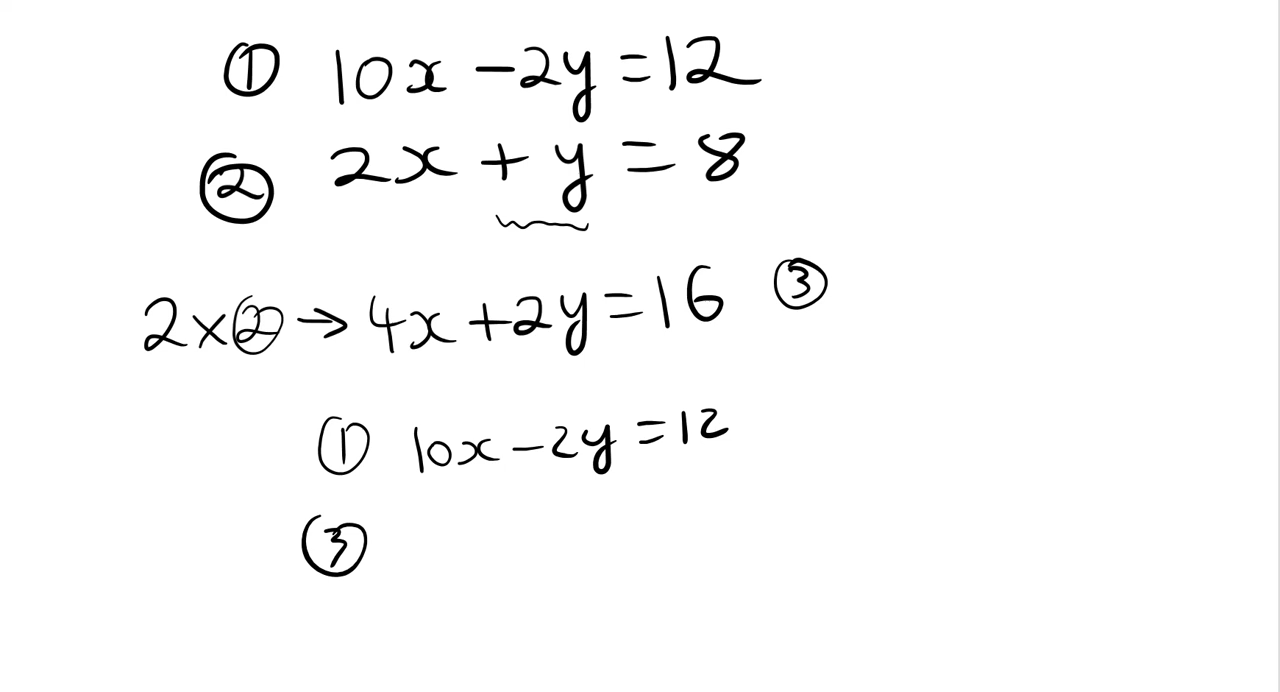 ① 10x - 2y = 12
② 2x + y = 8
2 × ② → 4x + 2y = 16 ③
① 10x - 2y = 12
③